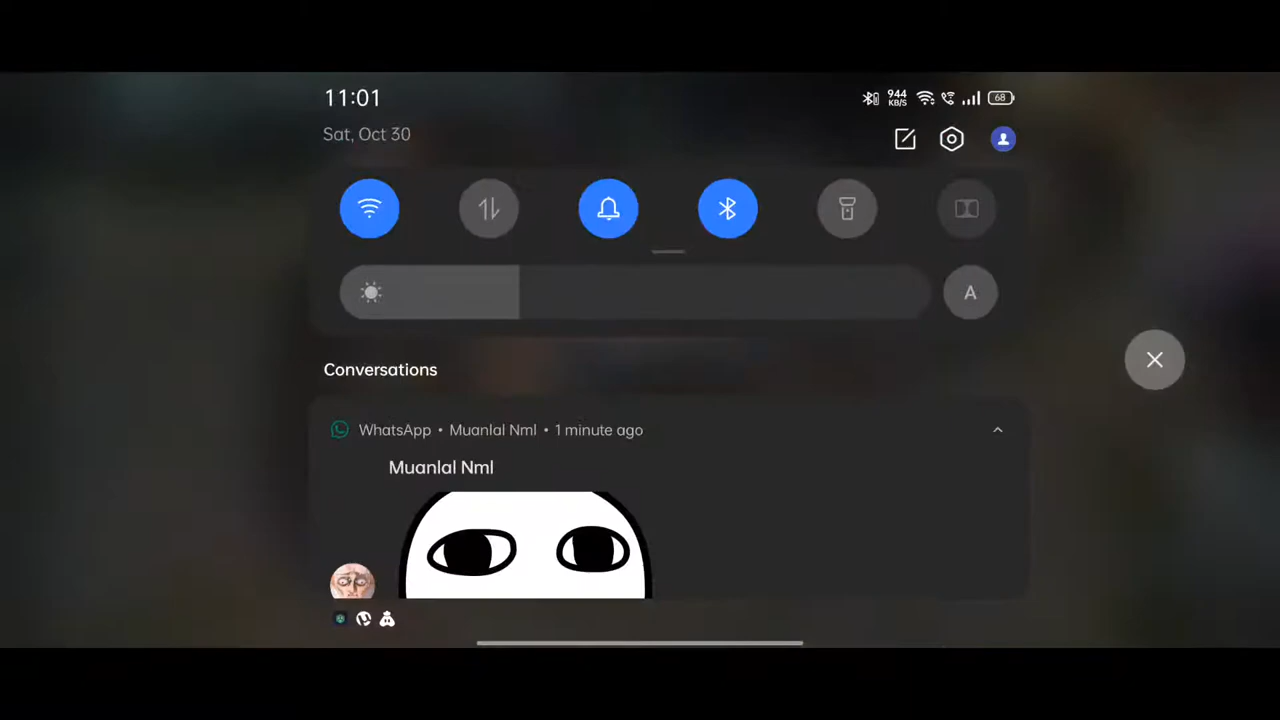 11:01
944
KB/S
68
Sat, Oct 30
A
Conversations
WhatsApp • Muanlal Nml • 1 minute ago
Muanlal Nml